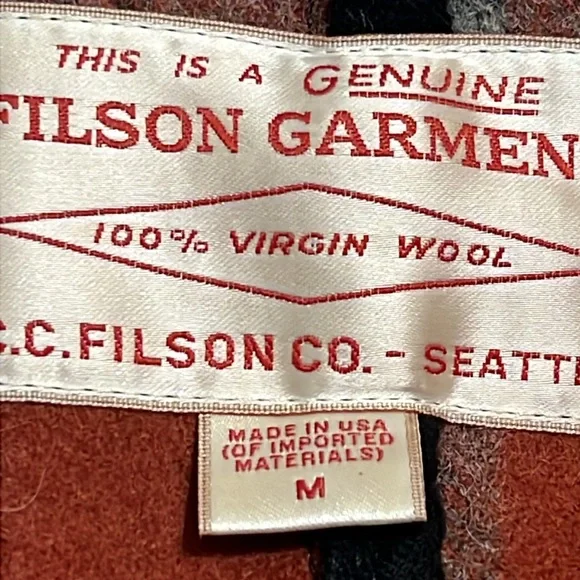 THIS IS A GENUINE
FILSON GARMEN
100% VIRGIN WOOL
C.C. FILSON CO. - SEATT
MADE IN USA
(OF IMPORTED
MATERIALS)
M